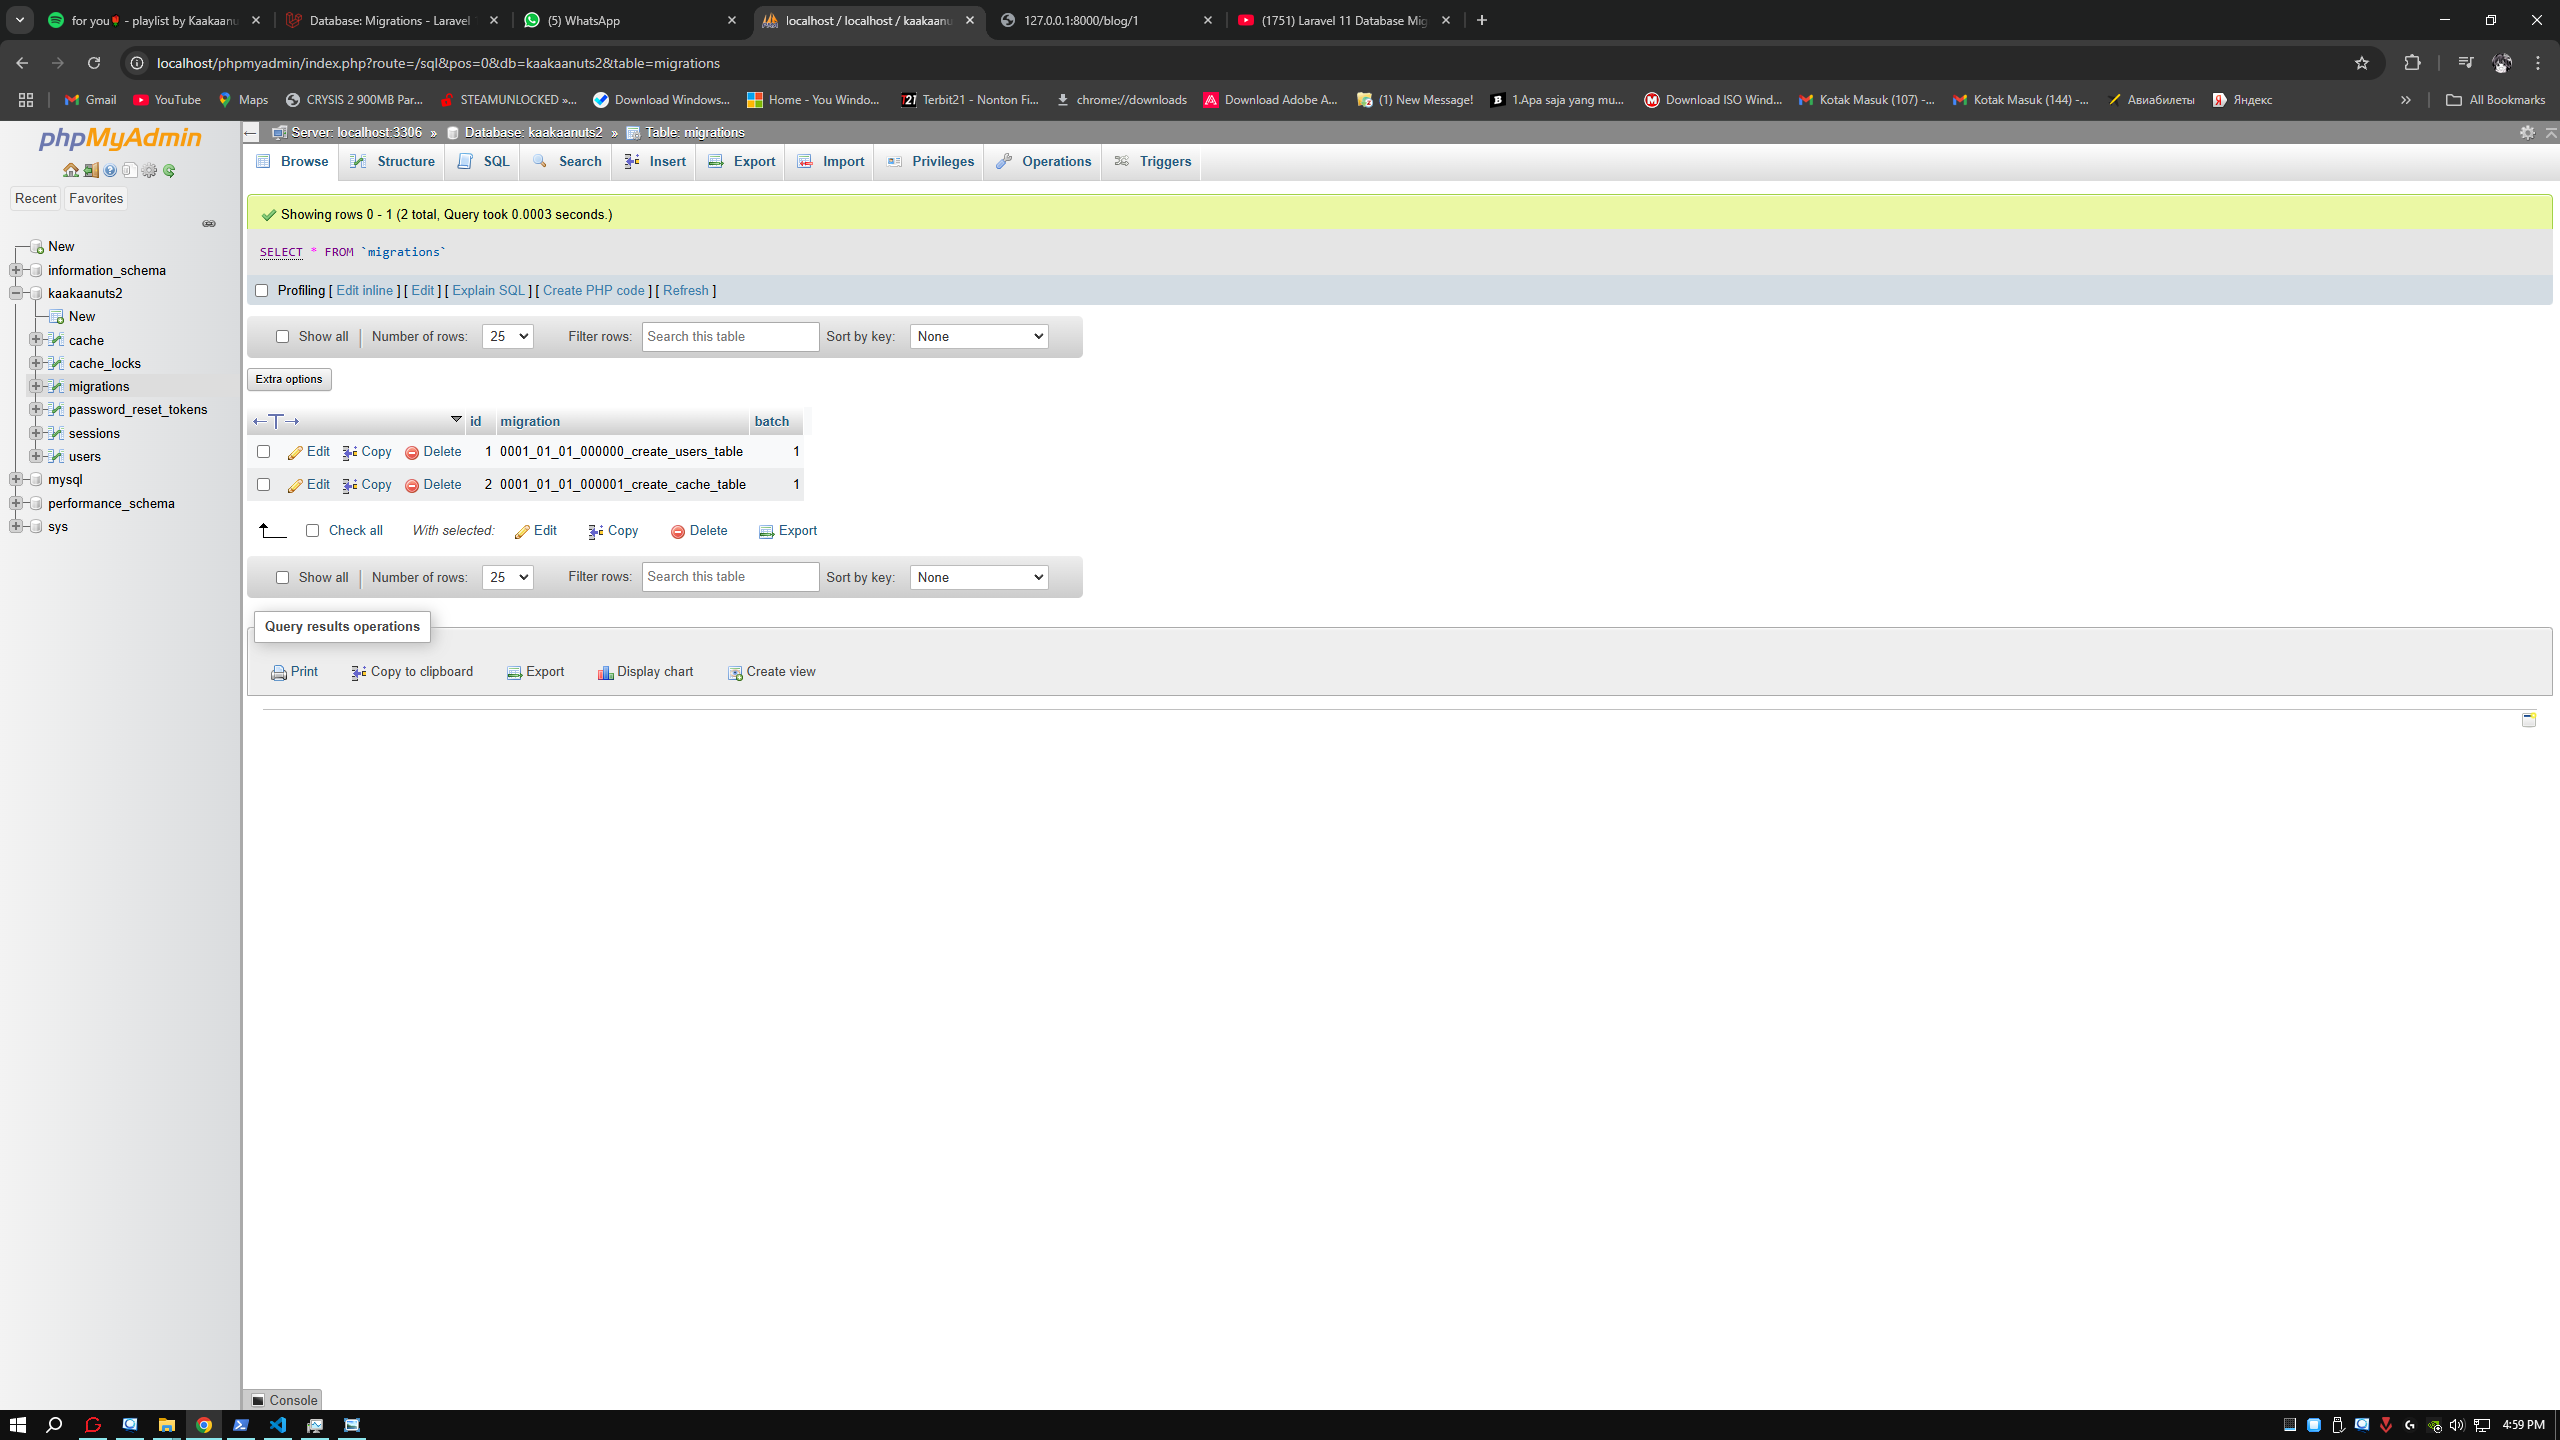 for you🌹 - playlist by Kaakaanu
Database: Migrations - Laravel
(5) WhatsApp
localhost / localhost / kaakaanu
127.0.0.1:8000/blog/1
(1751) Laravel 11 Database Mig
localhost/phpmyadmin/index.php?route=/sql&pos=0&db=kaakaanuts2&table=migrations
Gmail
YouTube
Maps
CRYSIS 2 900MB Par...
STEAMUNLOCKED »...
Download Windows...
Home - You Windo...
Terbit21 - Nonton Fi...
chrome://downloads
Download Adobe A...
(1) New Message!
1.Apa saja yang mu...
Download ISO Wind...
Kotak Masuk (107) -...
Kotak Masuk (144) -...
Авиабилеты
Яндекс
»
All Bookmarks
phpMyAdmin
Recent
Favorites
New
information_schema
kaakaanuts2
New
cache
cache_locks
migrations
password_reset_tokens
sessions
users
mysql
performance_schema
sys
Server: localhost:3306 » Database: kaakaanuts2 » Table: migrations
Browse Structure SQL Search Insert Export Import Privileges Operations Triggers
Showing rows 0 - 1 (2 total, Query took 0.0003 seconds.)
SELECT * FROM `migrations`
Profiling [ Edit inline ] [ Edit ] [ Explain SQL ] [ Create PHP code ] [ Refresh ]
Show all | Number of rows: 25 Filter rows: Search this table Sort by key: None
Extra options
id migration batch
Edit Copy Delete 1 0001_01_01_000000_create_users_table 1
Edit Copy Delete 2 0001_01_01_000001_create_cache_table 1
Check all With selected: Edit Copy Delete Export
Show all | Number of rows: 25 Filter rows: Search this table Sort by key: None
Query results operations
Print Copy to clipboard Export Display chart Create view
Console
4:59 PM